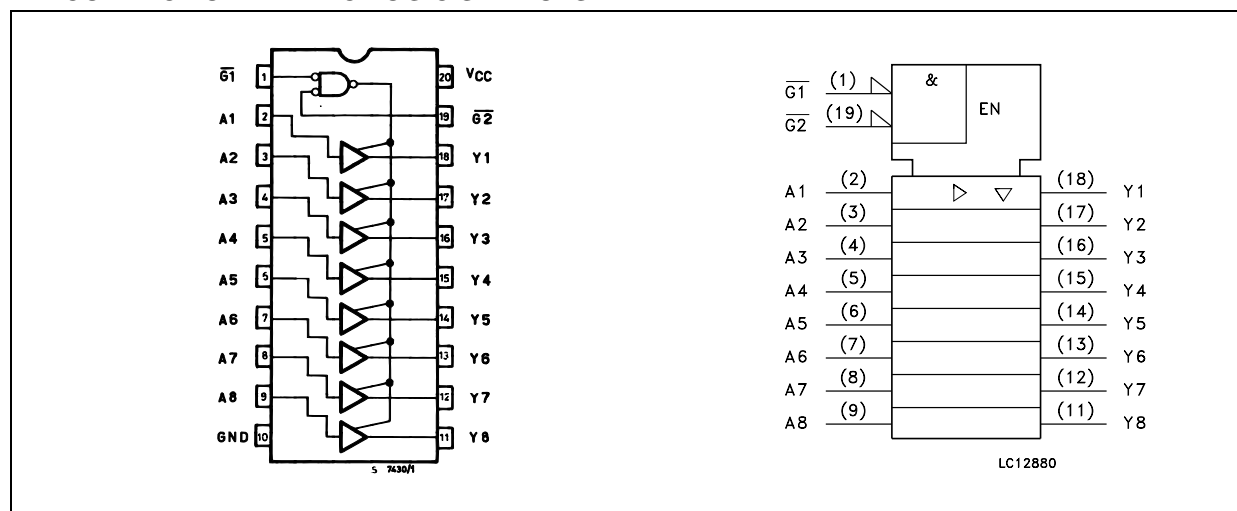 G1 1 20 VCC
A1 2 19 G2
A2 3 18 Y1
A3 4 17 Y2
A4 5 16 Y3
A5 6 15 Y4
A6 7 14 Y5
A7 8 13 Y6
A8 9 12 Y7
GND 10 11 Y8
S 7430/1
G1 (1) & EN
G2 (19)
A1 (2) (18) Y1
A2 (3) (17) Y2
A3 (4) (16) Y3
A4 (5) (15) Y4
A5 (6) (14) Y5
A6 (7) (13) Y6
A7 (8) (12) Y7
A8 (9) (11) Y8
LC12880